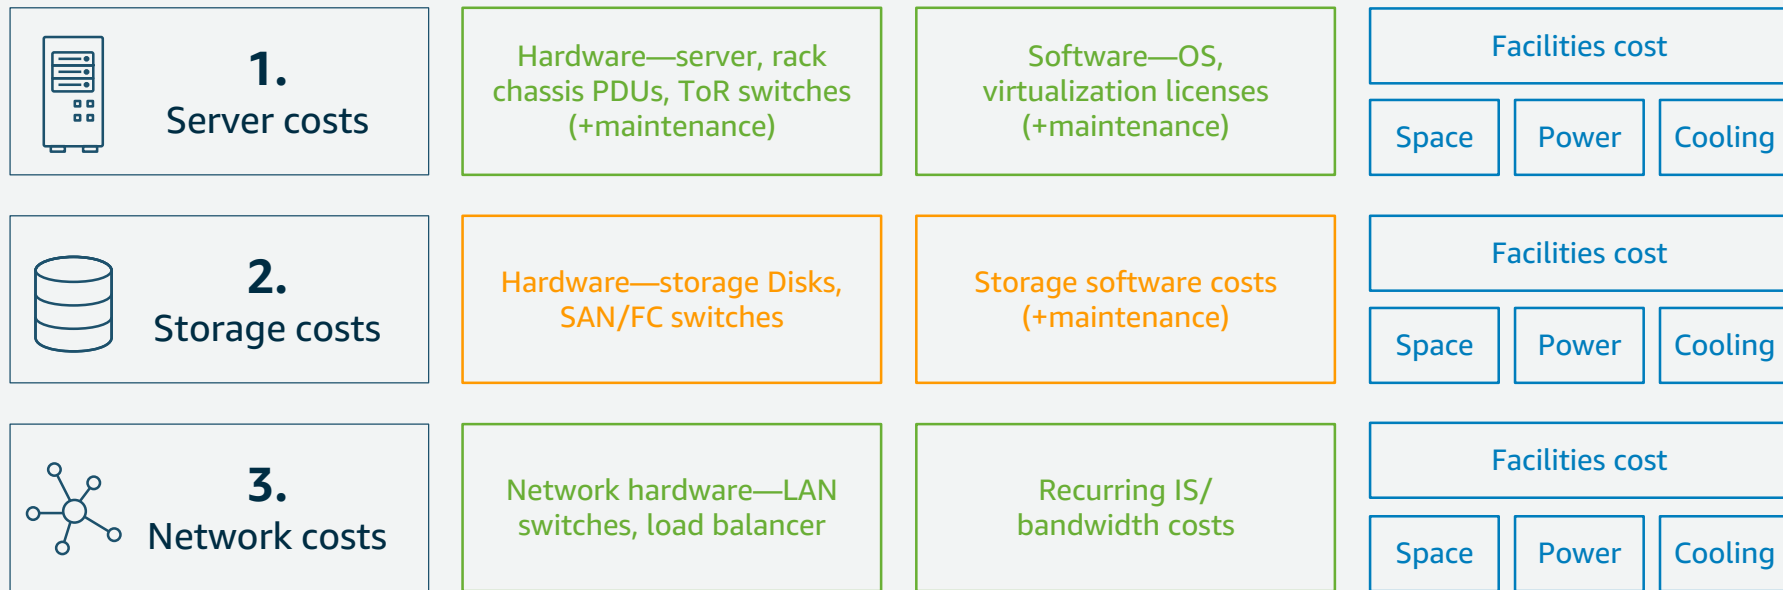 1.
Server costs
Hardware—server, rack
chassis PDUs, ToR switches
(+maintenance)
Software—OS,
virtualization licenses
(+maintenance)
Facilities cost
Space
Power
Cooling
2.
Storage costs
Hardware—storage Disks,
SAN/FC switches
Storage software costs
(+maintenance)
Facilities cost
Space
Power
Cooling
3.
Network costs
Network hardware—LAN
switches, load balancer
Recurring IS/
bandwidth costs
Facilities cost
Space
Power
Cooling